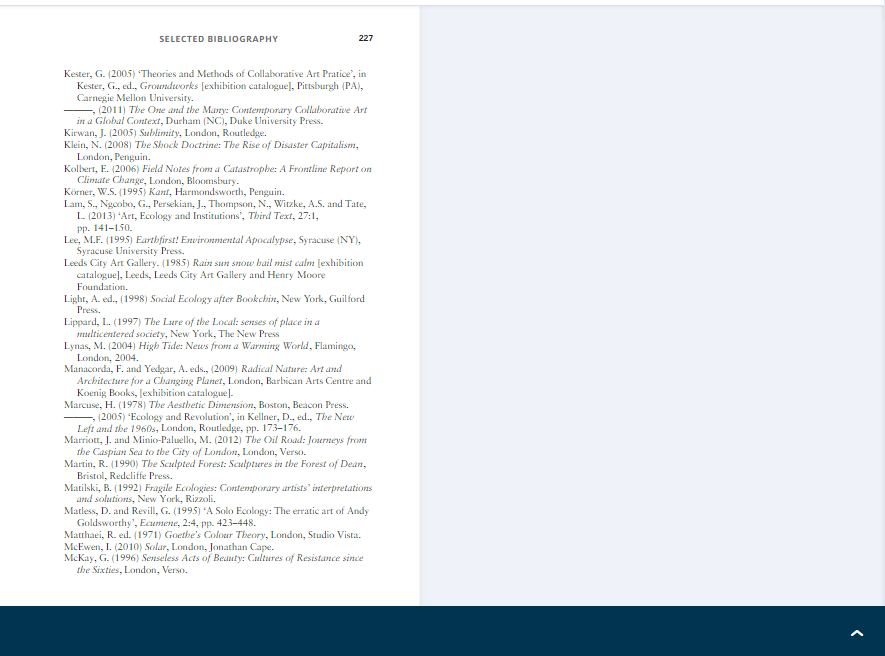 SELECTED BIBLIOGRAPHY 227
Kester, G. (2005) ‘Theories and Methods of Collaborative Art Pratice’, in
Kester, G., ed., Groundworks [exhibition catalogue], Pittsburgh (PA),
Carnegie Mellon University.
———, (2011) The One and the Many: Contemporary Collaborative Art
in a Global Context, Durham (NC), Duke University Press.
Kirwan, J. (2005) Sublimity, London, Routledge.
Klein, N. (2008) The Shock Doctrine: The Rise of Disaster Capitalism,
London, Penguin.
Kolbert, E. (2006) Field Notes from a Catastrophe: A Frontline Report on
Climate Change, London, Bloomsbury.
Körner, W.S. (1995) Kant, Harmondsworth, Penguin.
Lam, S., Ngcobo, G., Persekian, J., Thompson, N., Witzke, A.S. and Tate,
L. (2013) ‘Art, Ecology and Institutions’, Third Text, 27:1,
pp. 141–150.
Lee, M.F. (1995) Earthfirst! Environmental Apocalypse, Syracuse (NY),
Syracuse University Press.
Leeds City Art Gallery. (1985) Rain sun snow hail mist calm [exhibition
catalogue], Leeds, Leeds City Art Gallery and Henry Moore
Foundation.
Light, A. ed., (1998) Social Ecology after Bookchin, New York, Guilford
Press.
Lippard, L. (1997) The Lure of the Local: senses of place in a
multicentered society, New York, The New Press
Lynas, M. (2004) High Tide: News from a Warming World, Flamingo,
London, 2004.
Manacorda, F. and Yedgar, A. eds., (2009) Radical Nature: Art and
Architecture for a Changing Planet, London, Barbican Arts Centre and
Koenig Books, [exhibition catalogue].
Marcuse, H. (1978) The Aesthetic Dimension, Boston, Beacon Press.
———, (2005) ‘Ecology and Revolution’, in Kellner, D., ed., The New
Left and the 1960s, London, Routledge, pp. 173–176.
Marriott, J. and Minio-Paluello, M. (2012) The Oil Road: Journeys from
the Caspian Sea to the City of London, London, Verso.
Martin, R. (1990) The Sculpted Forest: Sculptures in the Forest of Dean,
Bristol, Redcliffe Press.
Matilski, B. (1992) Fragile Ecologies: Contemporary artists’ interpretations
and solutions, New York, Rizzoli.
Matless, D. and Revill, G. (1995) ‘A Solo Ecology: The erratic art of Andy
Goldsworthy’, Ecumene, 2:4, pp. 423–448.
Matthaei, R. ed. (1971) Goethe’s Colour Theory, London, Studio Vista.
McEwen, I. (2010) Solar, London, Jonathan Cape.
McKay, G. (1996) Senseless Acts of Beauty: Cultures of Resistance since
the Sixties, London, Verso.